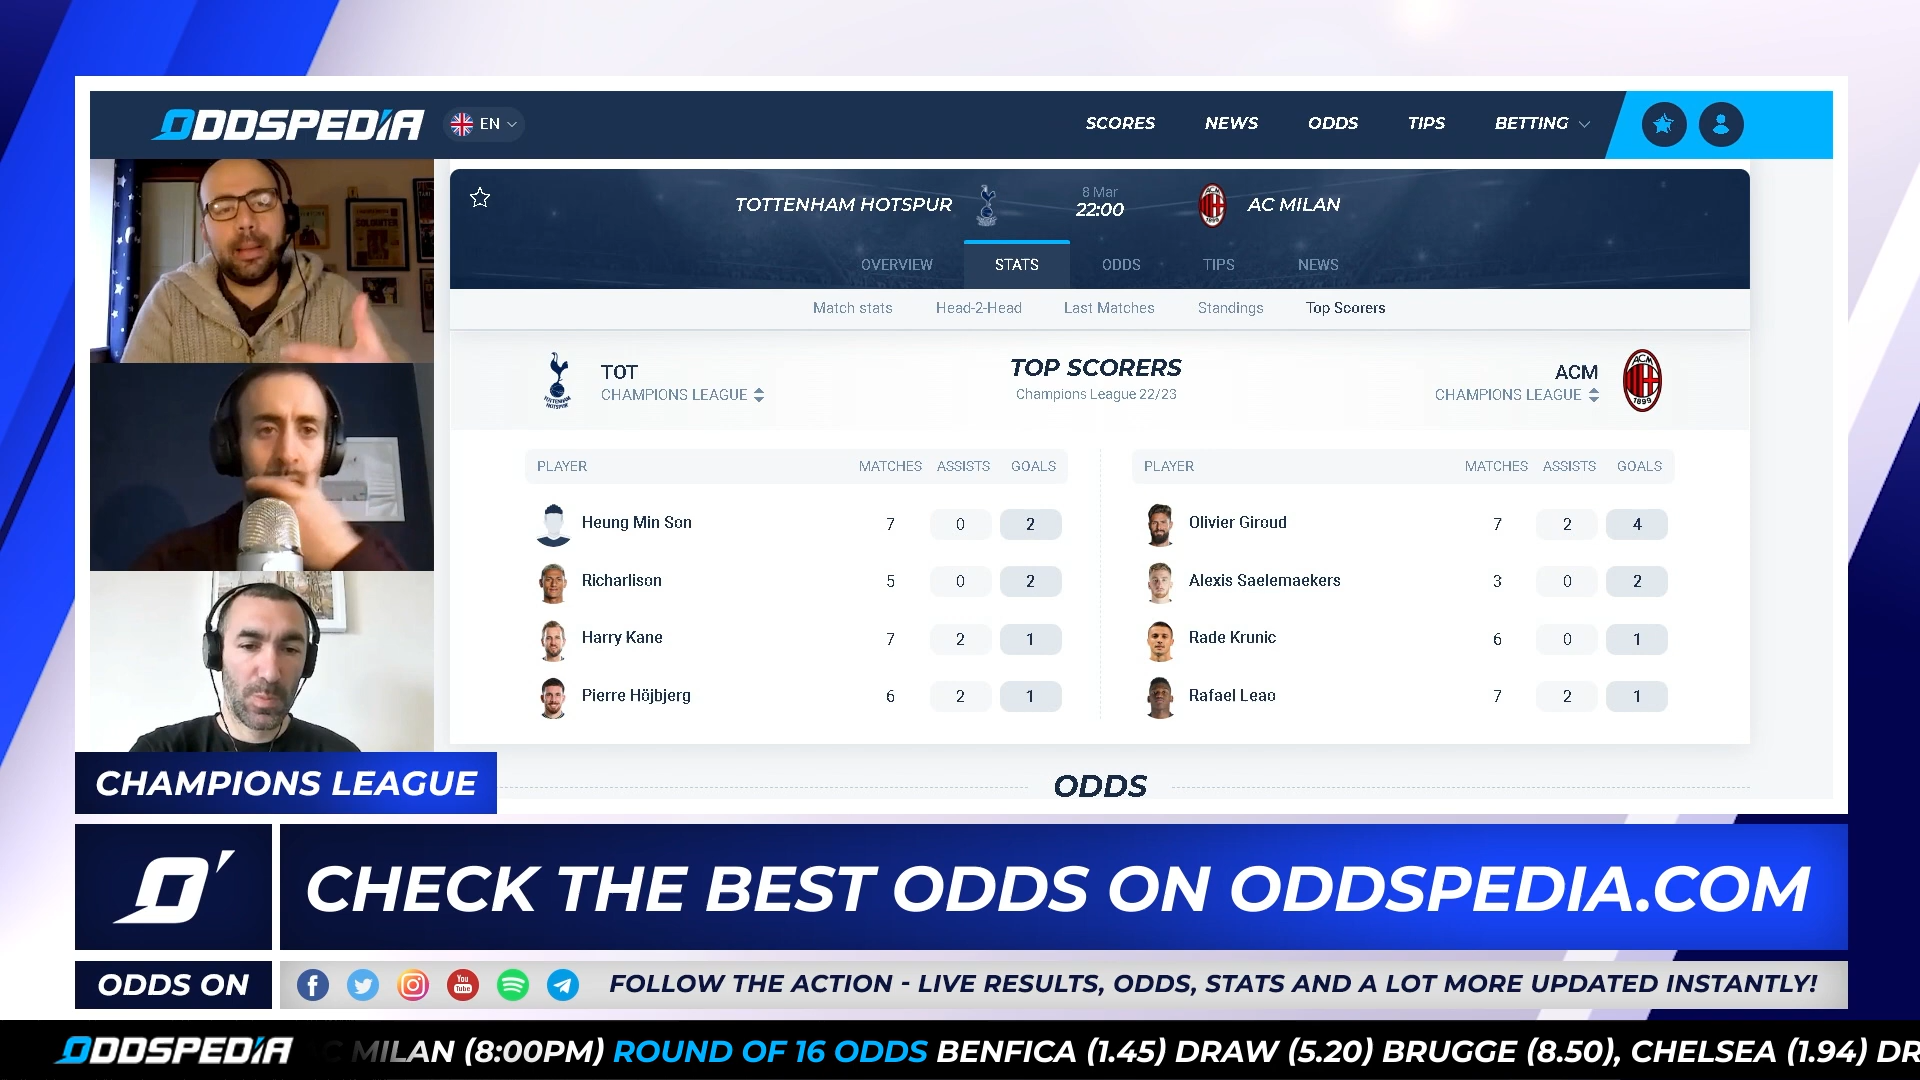 ODDSPEDIA
EN
SCORES NEWS ODDS TIPS BETTING
TOTTENHAM HOTSPUR
8 Mar
22:00
AC MILAN
OVERVIEW STATS ODDS TIPS NEWS
Match stats Head-2-Head Last Matches Standings Top Scorers
TOT
CHAMPIONS LEAGUE
TOP SCORERS
Champions League 22/23
ACM
CHAMPIONS LEAGUE
PLAYER MATCHES ASSISTS GOALS
Heung Min Son 7 0 2
Richarlison 5 0 2
Harry Kane 7 2 1
Pierre Höjbjerg 6 2 1
PLAYER MATCHES ASSISTS GOALS
Olivier Giroud 7 2 4
Alexis Saelemaekers 3 0 2
Rade Krunic 6 0 1
Rafael Leao 7 2 1
ODDS
CHAMPIONS LEAGUE
CHECK THE BEST ODDS ON ODDSPEDIA.COM
ODDS ON
FOLLOW THE ACTION - LIVE RESULTS, ODDS, STATS AND A LOT MORE UPDATED INSTANTLY!
ODDSPEDIA
AC MILAN (8:00PM) ROUND OF 16 ODDS BENFICA (1.45) DRAW (5.20) BRUGGE (8.50), CHELSEA (1.94) DR